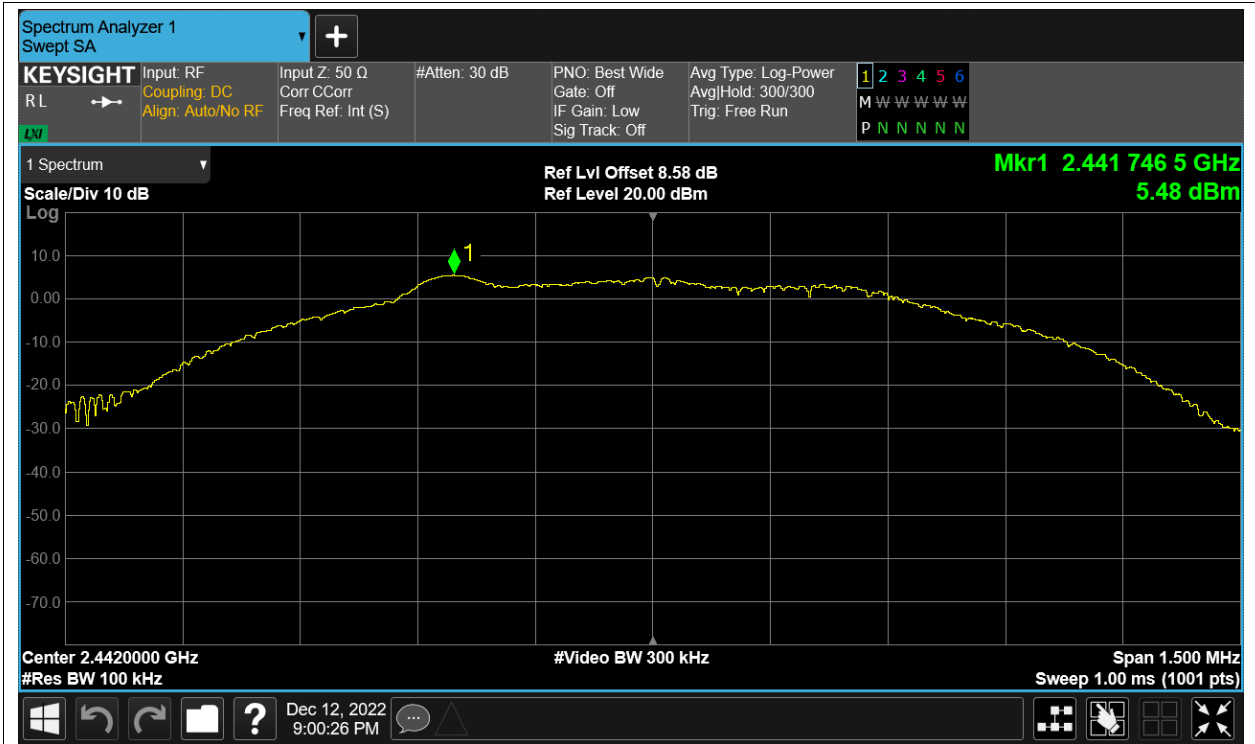 Spectrum Analyzer 1
Swept SA
+
KEYSIGHT
R L
LXI
Input: RF
Coupling: DC
Align: Auto/No RF
Input Z: 50 Ω
Corr CCorr
Freq Ref: Int (S)
#Atten: 30 dB
PNO: Best Wide
Gate: Off
IF Gain: Low
Sig Track: Off
Avg Type: Log-Power
Avg|Hold: 300/300
Trig: Free Run
1 2 3 4 5 6
M W W W W W
P N N N N N
1 Spectrum
Scale/Div 10 dB
Log
Ref Lvl Offset 8.58 dB
Ref Level 20.00 dBm
Mkr1 2.441 746 5 GHz
5.48 dBm
1
10.0
0.00
-10.0
-20.0
-30.0
-40.0
-50.0
-60.0
-70.0
Center 2.4420000 GHz
#Video BW 300 kHz
Span 1.500 MHz
#Res BW 100 kHz
Sweep 1.00 ms (1001 pts)
?
Dec 12, 2022
9:00:26 PM